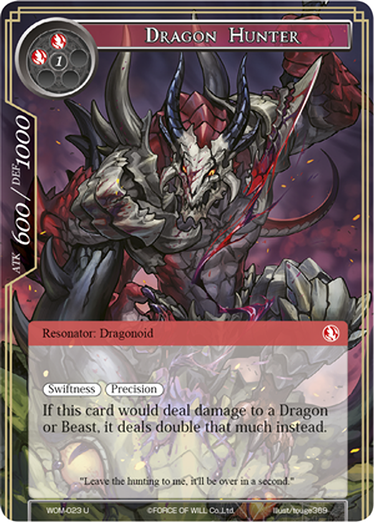 Dragon Hunter
1
ATK 600 / DEF 1000
Resonator: Dragonoid
Swiftness Precision
If this card would deal damage to a Dragon
or Beast, it deals double that much instead.
"Leave the hunting to me, it'll be over in a second."
WOM-023 U ©FORCE OF WILL Co.,Ltd. Illust/touge369